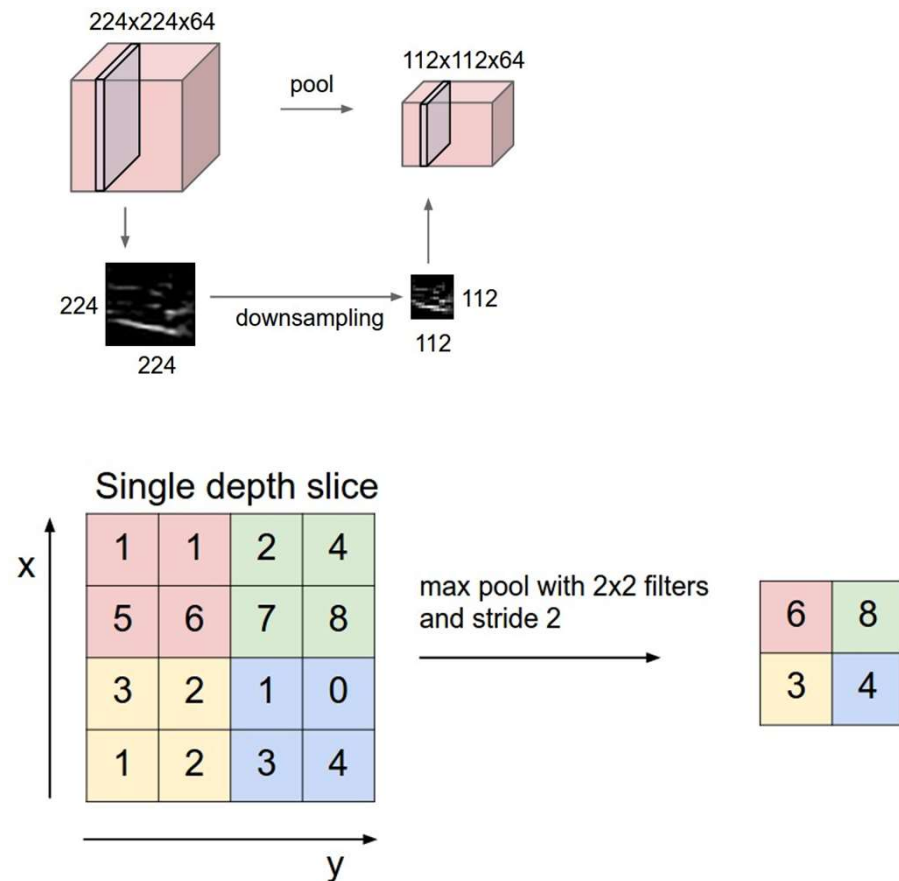 224x224x64
112x112x64
pool
224
112
downsampling
112
224
Single depth slice
x
1 1 2 4
max pool with 2x2 filters
and stride 2
5 6 7 8
6 8
3 2 1 0
3 4
1 2 3 4
y